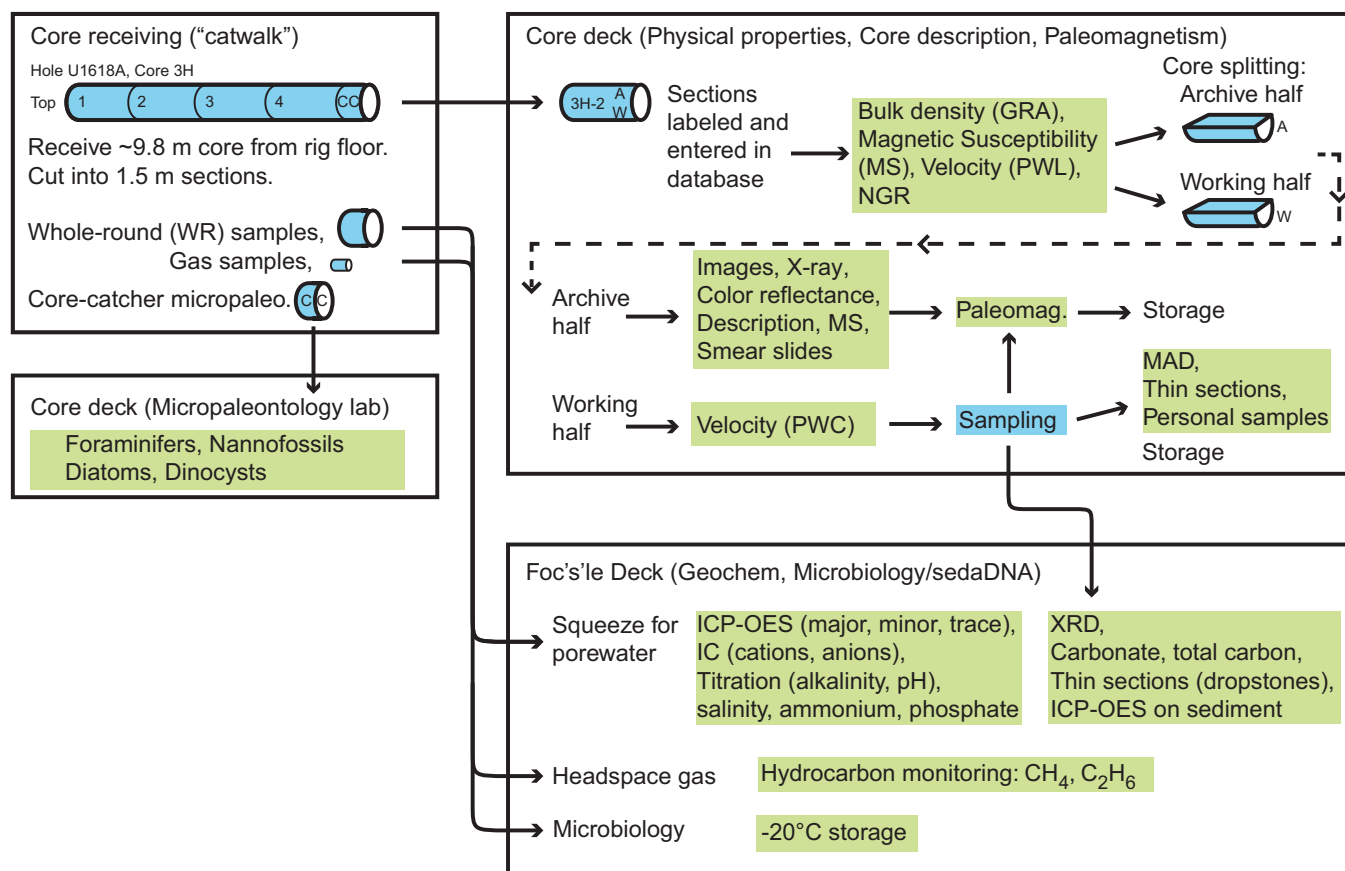 Core receiving (“catwalk”)
Hole U1618A, Core 3H
Top 1 2 3 4 CC
Receive ~9.8 m core from rig floor.
Cut into 1.5 m sections.
Whole-round (WR) samples,
Gas samples,
Core-catcher micropaleo. C C
Core deck (Micropaleontology lab)
Foraminifers, Nannofossils
Diatoms, Dinocysts
Core deck (Physical properties, Core description, Paleomagnetism)
3H-2 A W
Sections
labeled and
entered in
database
Bulk density (GRA),
Magnetic Susceptibility
(MS), Velocity (PWL),
NGR
Core splitting:
Archive half
A
Working half
W
Archive
half
Images, X-ray,
Color reflectance,
Description, MS,
Smear slides
Paleomag.
Storage
Working
half
Velocity (PWC)
Sampling
MAD,
Thin sections,
Personal samples
Storage
Foc's'le Deck (Geochem, Microbiology/sedaDNA)
Squeeze for
porewater
ICP-OES (major, minor, trace),
IC (cations, anions),
Titration (alkalinity, pH),
salinity, ammonium, phosphate
XRD,
Carbonate, total carbon,
Thin sections (dropstones),
ICP-OES on sediment
Headspace gas
Hydrocarbon monitoring: CH4, C2H6
Microbiology
-20°C storage